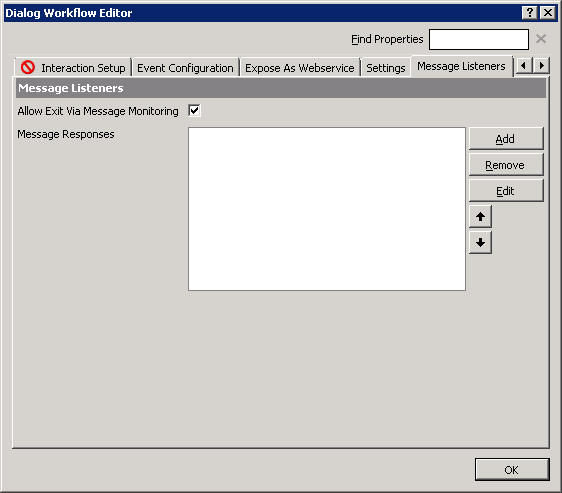 Dialog Workflow Editor
Find Properties
Interaction Setup Event Configuration Expose As Webservice Settings Message Listeners
Message Listeners
Allow Exit Via Message Monitoring
Message Responses
Add
Remove
Edit
OK